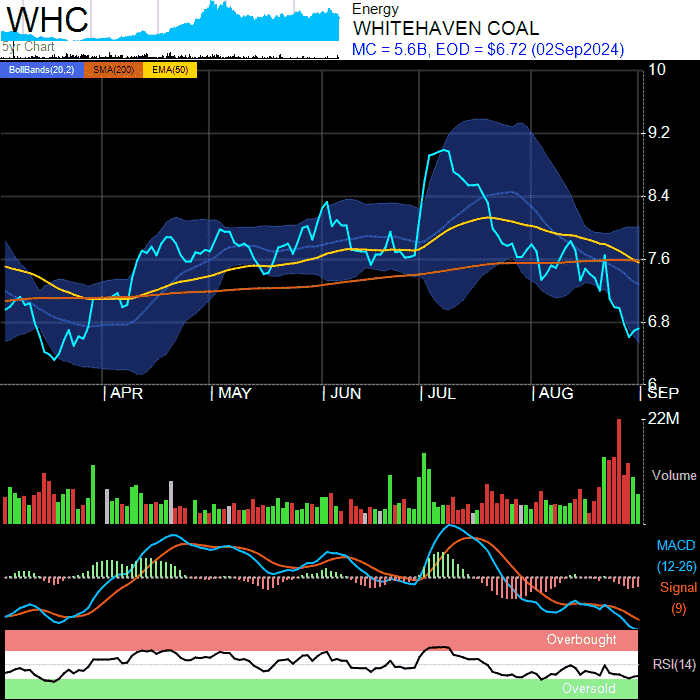 WHC
5yr Chart
Energy
WHITEHAVEN COAL
MC = 5.6B, EOD = $6.72 (02Sep2024)
BollBands(20,2) SMA(200) EMA(50)
10
9.2
8.4
7.6
6.8
6
APR MAY JUN JUL AUG SEP
22M
Volume
MACD
(12-26)
Signal
(9)
Overbought
RSI(14)
Oversold